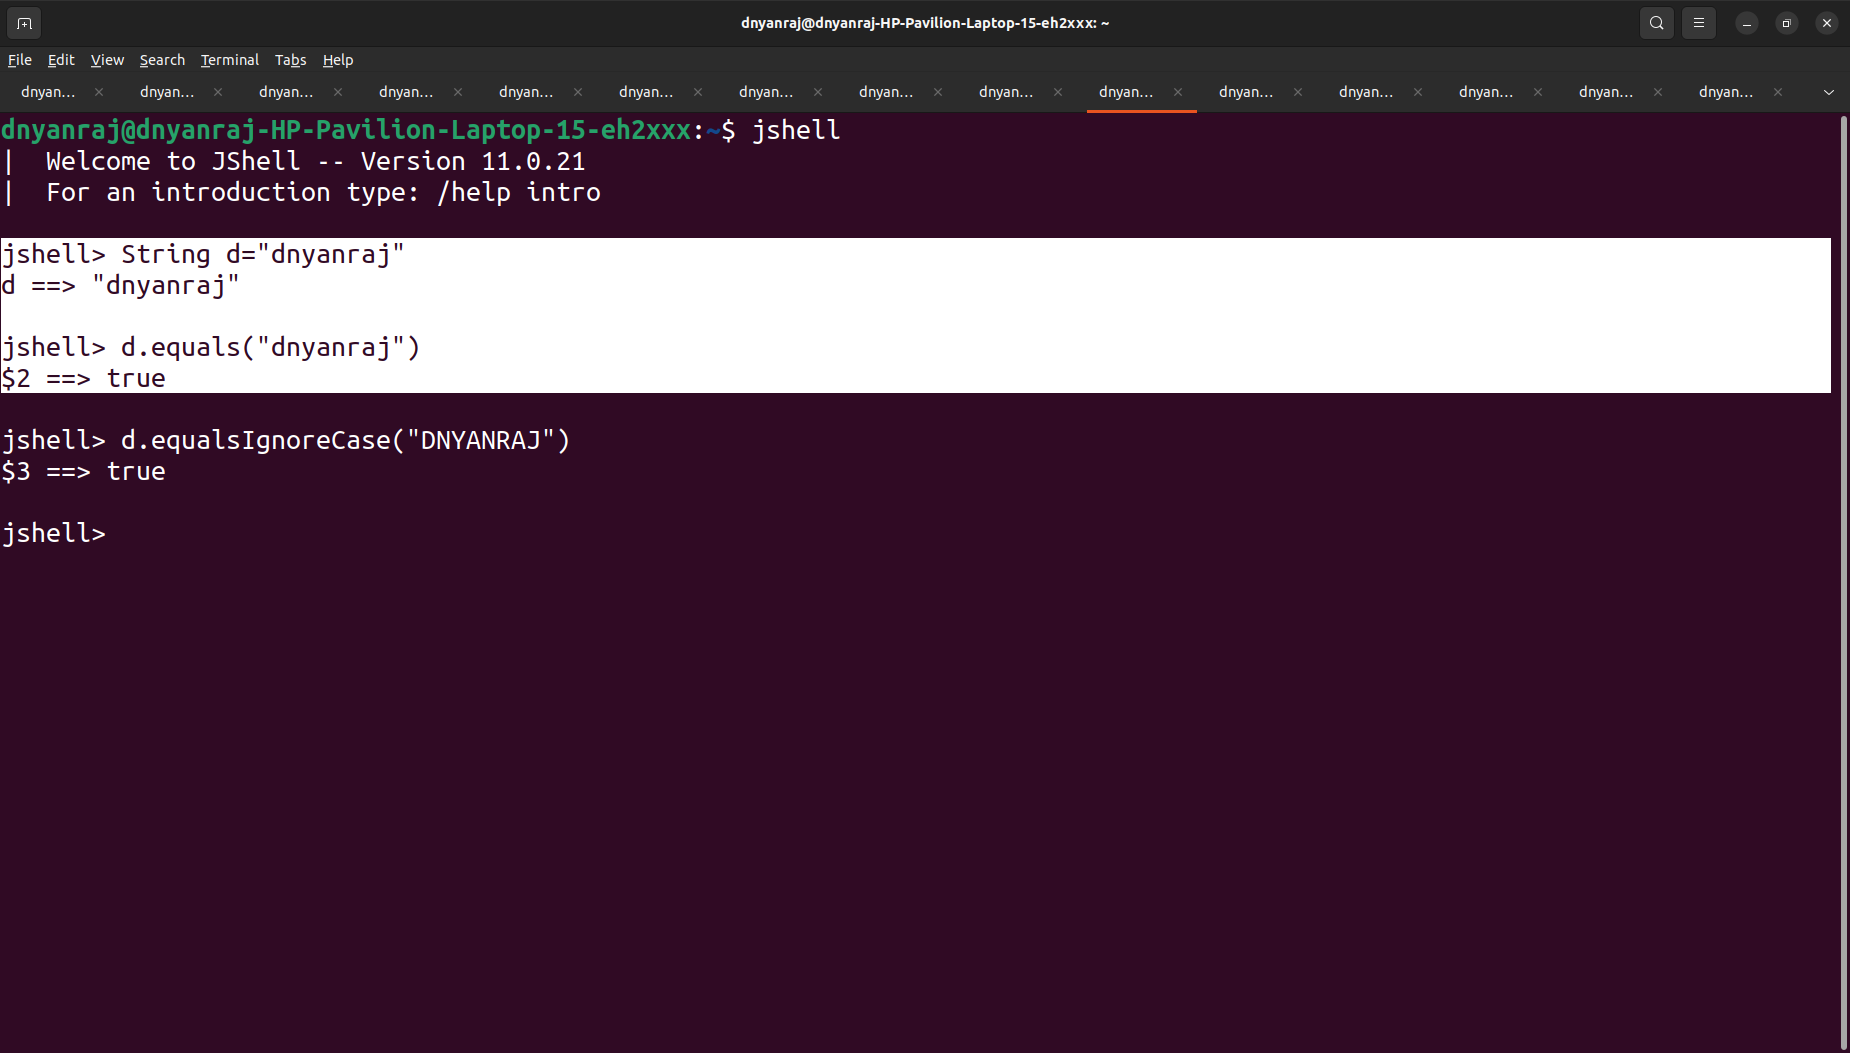 dnyanraj@dnyanraj-HP-Pavilion-Laptop-15-eh2xxx: ~
File Edit View Search Terminal Tabs Help
dnyan... dnyan... dnyan... dnyan... dnyan... dnyan... dnyan... dnyan... dnyan... dnyan... dnyan... dnyan... dnyan... dnyan... dnyan...
dnyanraj@dnyanraj-HP-Pavilion-Laptop-15-eh2xxx:~$ jshell
|  Welcome to JShell -- Version 11.0.21
|  For an introduction type: /help intro
jshell> String d="dnyanraj"
d ==> "dnyanraj"
jshell> d.equals("dnyanraj")
$2 ==> true
jshell> d.equalsIgnoreCase("DNYANRAJ")
$3 ==> true
jshell>